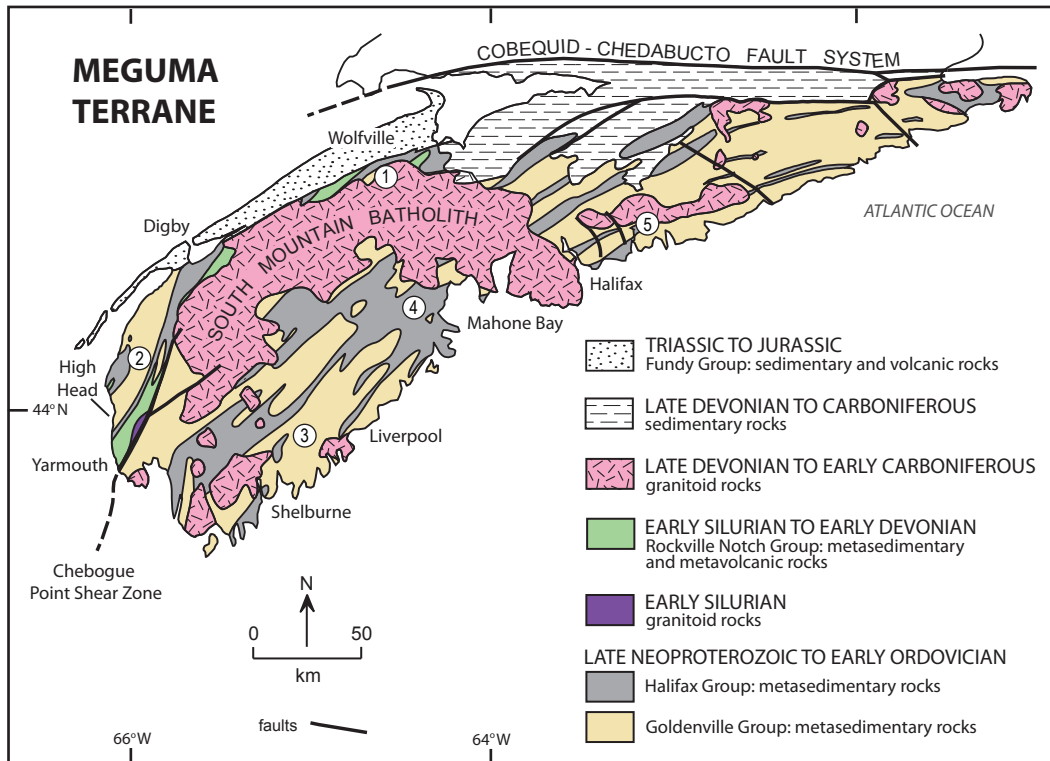 MEGUMA
TERRANE
COBEQUID - CHEDABUCTO FAULT SYSTEM
Wolfville
1
Digby
SOUTH MOUNTAIN BATHOLITH
ATLANTIC OCEAN
5
Halifax
4
Mahone Bay
2
High
Head
44° N
3
Liverpool
Yarmouth
Shelburne
Chebogue
Point Shear Zone
N
0 50
km
faults
66°W
64°W
TRIASSIC TO JURASSIC
Fundy Group: sedimentary and volcanic rocks
LATE DEVONIAN TO CARBONIFEROUS
sedimentary rocks
LATE DEVONIAN TO EARLY CARBONIFEROUS
granitoid rocks
EARLY SILURIAN TO EARLY DEVONIAN
Rockville Notch Group: metasedimentary
and metavolcanic rocks
EARLY SILURIAN
granitoid rocks
LATE NEOPROTEROZOIC TO EARLY ORDOVICIAN
Halifax Group: metasedimentary rocks
Goldenville Group: metasedimentary rocks